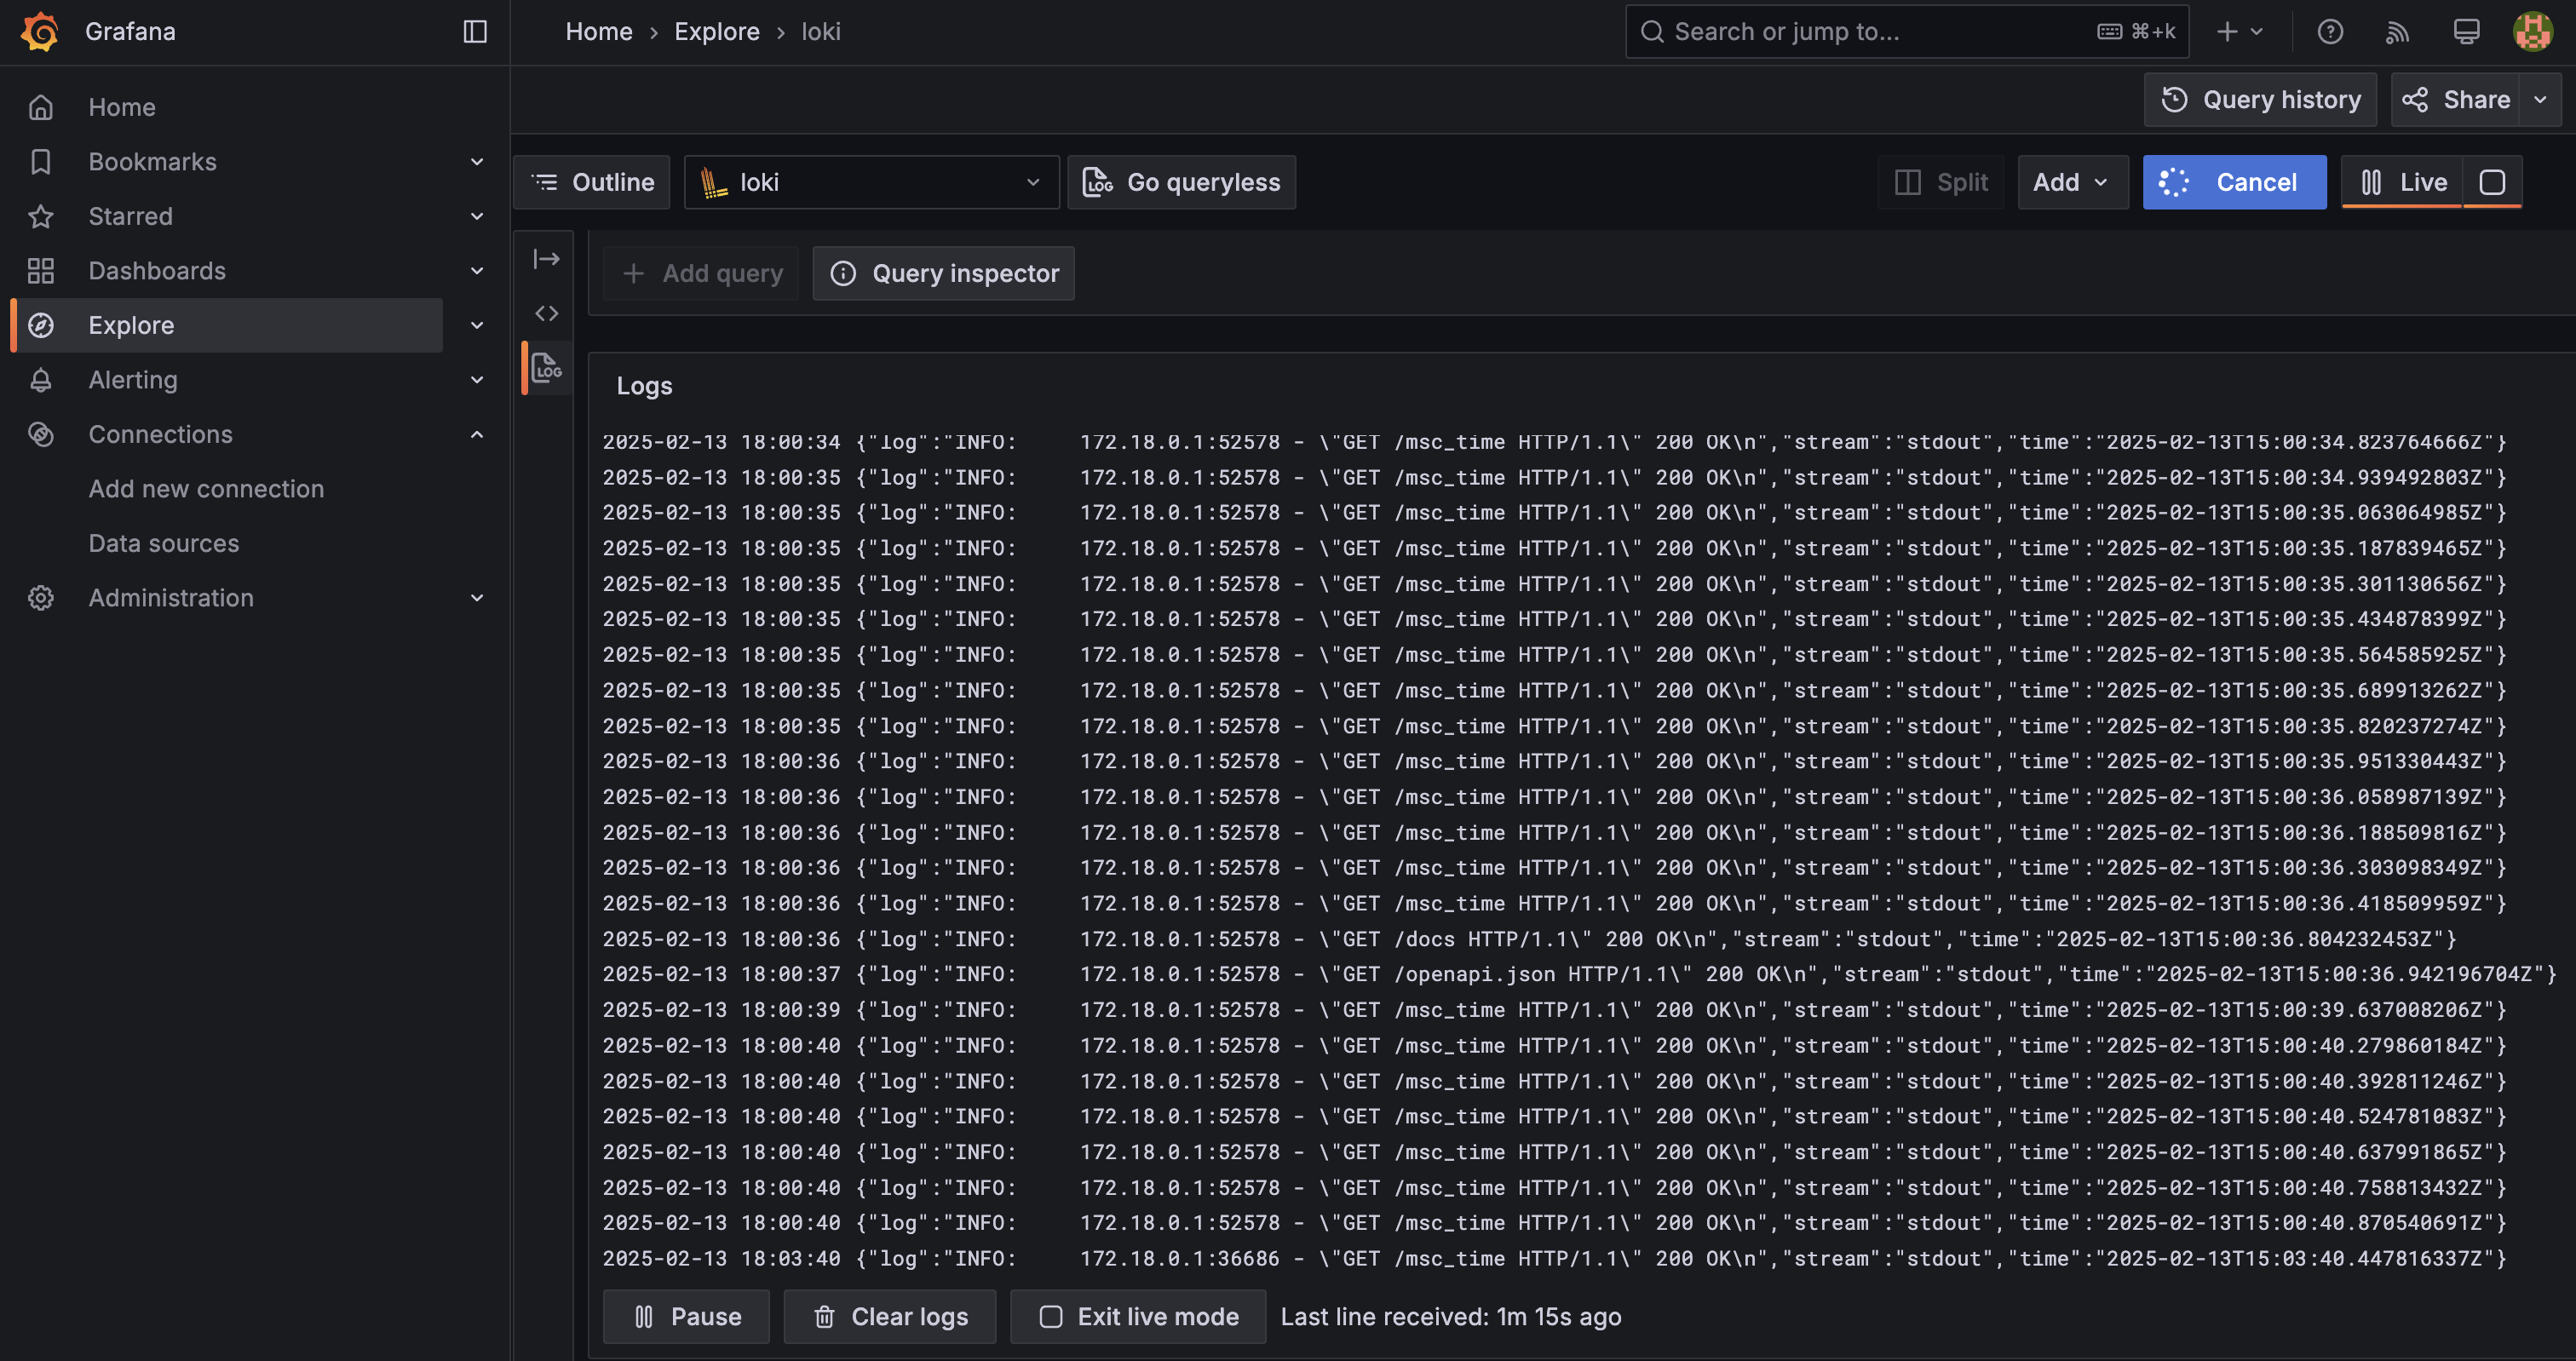 Grafana
Home › Explore › loki
Search or jump to...
⌘+k
Query history
Share
Home
Bookmarks
Starred
Dashboards
Explore
Alerting
Connections
Add new connection
Data sources
Administration
Outline
loki
LOG
Go queryless
Split
Add
Cancel
Live
Add query
Query inspector
LOG
Logs
2025-02-13 18:00:34 {"log":"INFO:     172.18.0.1:52578 - \"GET /msc_time HTTP/1.1\" 200 OK\n","stream":"stdout","time":"2025-02-13T15:00:34.823764666Z"}
2025-02-13 18:00:35 {"log":"INFO:     172.18.0.1:52578 - \"GET /msc_time HTTP/1.1\" 200 OK\n","stream":"stdout","time":"2025-02-13T15:00:34.939492803Z"}
2025-02-13 18:00:35 {"log":"INFO:     172.18.0.1:52578 - \"GET /msc_time HTTP/1.1\" 200 OK\n","stream":"stdout","time":"2025-02-13T15:00:35.063064985Z"}
2025-02-13 18:00:35 {"log":"INFO:     172.18.0.1:52578 - \"GET /msc_time HTTP/1.1\" 200 OK\n","stream":"stdout","time":"2025-02-13T15:00:35.187839465Z"}
2025-02-13 18:00:35 {"log":"INFO:     172.18.0.1:52578 - \"GET /msc_time HTTP/1.1\" 200 OK\n","stream":"stdout","time":"2025-02-13T15:00:35.301130656Z"}
2025-02-13 18:00:35 {"log":"INFO:     172.18.0.1:52578 - \"GET /msc_time HTTP/1.1\" 200 OK\n","stream":"stdout","time":"2025-02-13T15:00:35.434878399Z"}
2025-02-13 18:00:35 {"log":"INFO:     172.18.0.1:52578 - \"GET /msc_time HTTP/1.1\" 200 OK\n","stream":"stdout","time":"2025-02-13T15:00:35.564585925Z"}
2025-02-13 18:00:35 {"log":"INFO:     172.18.0.1:52578 - \"GET /msc_time HTTP/1.1\" 200 OK\n","stream":"stdout","time":"2025-02-13T15:00:35.689913262Z"}
2025-02-13 18:00:35 {"log":"INFO:     172.18.0.1:52578 - \"GET /msc_time HTTP/1.1\" 200 OK\n","stream":"stdout","time":"2025-02-13T15:00:35.820237274Z"}
2025-02-13 18:00:36 {"log":"INFO:     172.18.0.1:52578 - \"GET /msc_time HTTP/1.1\" 200 OK\n","stream":"stdout","time":"2025-02-13T15:00:35.951330443Z"}
2025-02-13 18:00:36 {"log":"INFO:     172.18.0.1:52578 - \"GET /msc_time HTTP/1.1\" 200 OK\n","stream":"stdout","time":"2025-02-13T15:00:36.058987139Z"}
2025-02-13 18:00:36 {"log":"INFO:     172.18.0.1:52578 - \"GET /msc_time HTTP/1.1\" 200 OK\n","stream":"stdout","time":"2025-02-13T15:00:36.188509816Z"}
2025-02-13 18:00:36 {"log":"INFO:     172.18.0.1:52578 - \"GET /msc_time HTTP/1.1\" 200 OK\n","stream":"stdout","time":"2025-02-13T15:00:36.303098349Z"}
2025-02-13 18:00:36 {"log":"INFO:     172.18.0.1:52578 - \"GET /msc_time HTTP/1.1\" 200 OK\n","stream":"stdout","time":"2025-02-13T15:00:36.418509959Z"}
2025-02-13 18:00:36 {"log":"INFO:     172.18.0.1:52578 - \"GET /docs HTTP/1.1\" 200 OK\n","stream":"stdout","time":"2025-02-13T15:00:36.804232453Z"}
2025-02-13 18:00:37 {"log":"INFO:     172.18.0.1:52578 - \"GET /openapi.json HTTP/1.1\" 200 OK\n","stream":"stdout","time":"2025-02-13T15:00:36.942196704Z"}
2025-02-13 18:00:39 {"log":"INFO:     172.18.0.1:52578 - \"GET /msc_time HTTP/1.1\" 200 OK\n","stream":"stdout","time":"2025-02-13T15:00:39.637008206Z"}
2025-02-13 18:00:40 {"log":"INFO:     172.18.0.1:52578 - \"GET /msc_time HTTP/1.1\" 200 OK\n","stream":"stdout","time":"2025-02-13T15:00:40.279860184Z"}
2025-02-13 18:00:40 {"log":"INFO:     172.18.0.1:52578 - \"GET /msc_time HTTP/1.1\" 200 OK\n","stream":"stdout","time":"2025-02-13T15:00:40.392811246Z"}
2025-02-13 18:00:40 {"log":"INFO:     172.18.0.1:52578 - \"GET /msc_time HTTP/1.1\" 200 OK\n","stream":"stdout","time":"2025-02-13T15:00:40.524781083Z"}
2025-02-13 18:00:40 {"log":"INFO:     172.18.0.1:52578 - \"GET /msc_time HTTP/1.1\" 200 OK\n","stream":"stdout","time":"2025-02-13T15:00:40.637991865Z"}
2025-02-13 18:00:40 {"log":"INFO:     172.18.0.1:52578 - \"GET /msc_time HTTP/1.1\" 200 OK\n","stream":"stdout","time":"2025-02-13T15:00:40.758813432Z"}
2025-02-13 18:00:40 {"log":"INFO:     172.18.0.1:52578 - \"GET /msc_time HTTP/1.1\" 200 OK\n","stream":"stdout","time":"2025-02-13T15:00:40.870540691Z"}
2025-02-13 18:03:40 {"log":"INFO:     172.18.0.1:36686 - \"GET /msc_time HTTP/1.1\" 200 OK\n","stream":"stdout","time":"2025-02-13T15:03:40.447816337Z"}
Pause
Clear logs
Exit live mode
Last line received: 1m 15s ago